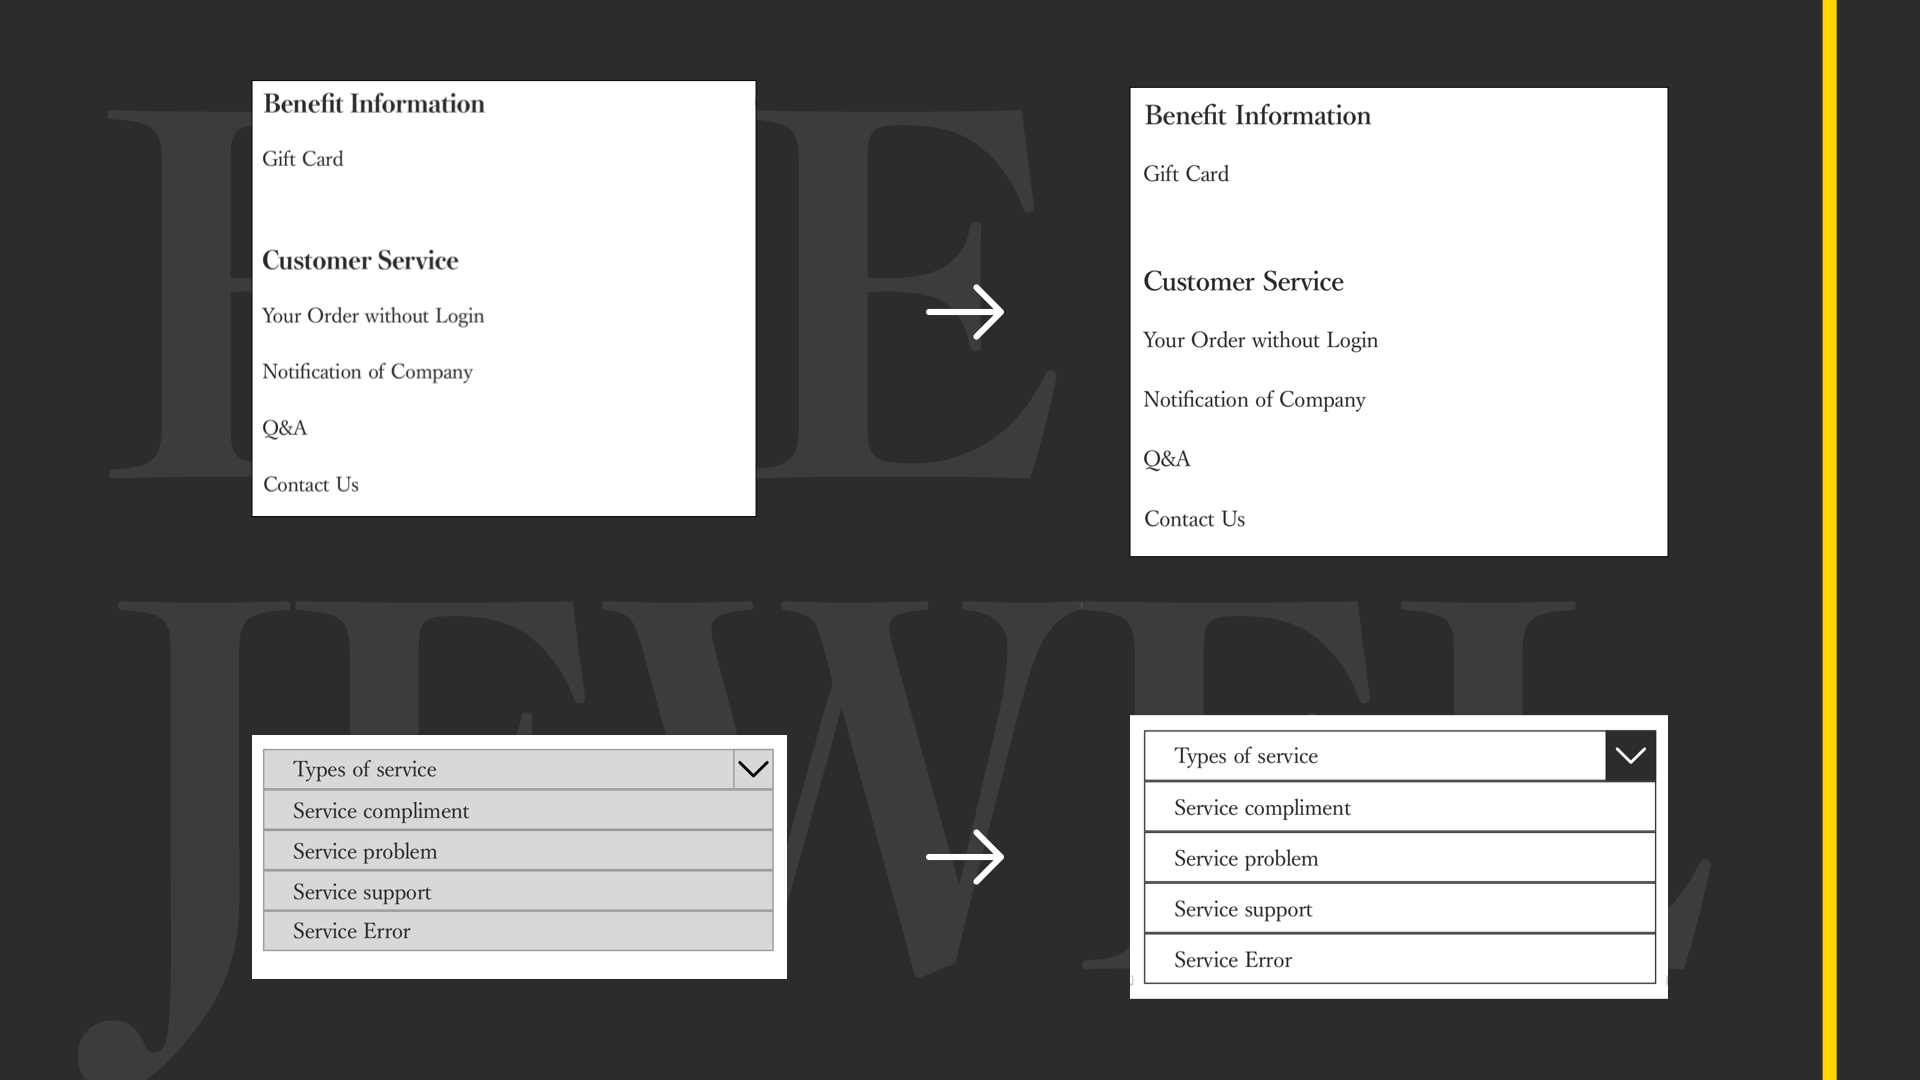 Benefit Information
Gift Card
Customer Service
Your Order without Login
Notification of Company
Q&A
Contact Us
Benefit Information
Gift Card
Customer Service
Your Order without Login
Notification of Company
Q&A
Contact Us
Types of service
Service compliment
Service problem
Service support
Service Error
Types of service
Service compliment
Service problem
Service support
Service Error
JEWEL